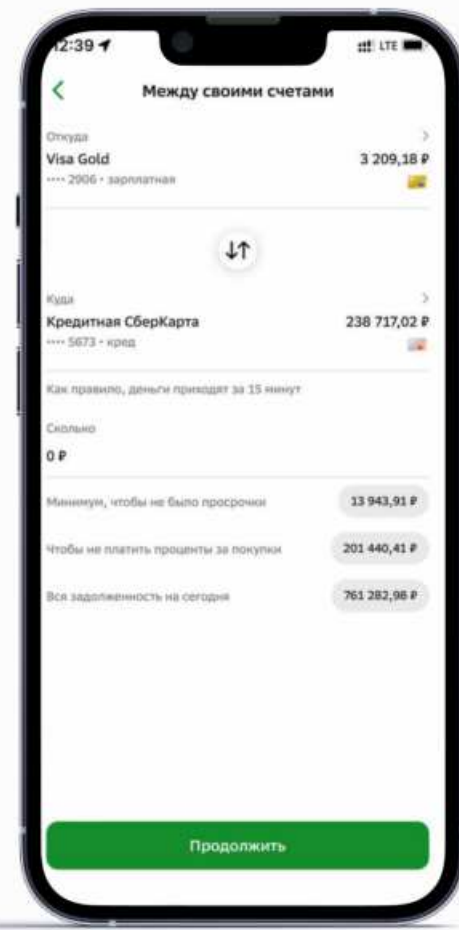 12:39
LTE
Между своими счетами
Откуда
Visa Gold 3 209,18 ₽
•••• 2906 • зарплатная
Куда
Кредитная СберКарта 238 717,02 ₽
•••• 5673 • кред
Как правило, деньги приходят за 15 минут
Сколько
0 ₽
Минимум, чтобы не было просрочки 13 943,91 ₽
Чтобы не платить проценты за покупки 201 440,41 ₽
Вся задолженность на сегодня 761 282,98 ₽
Продолжить